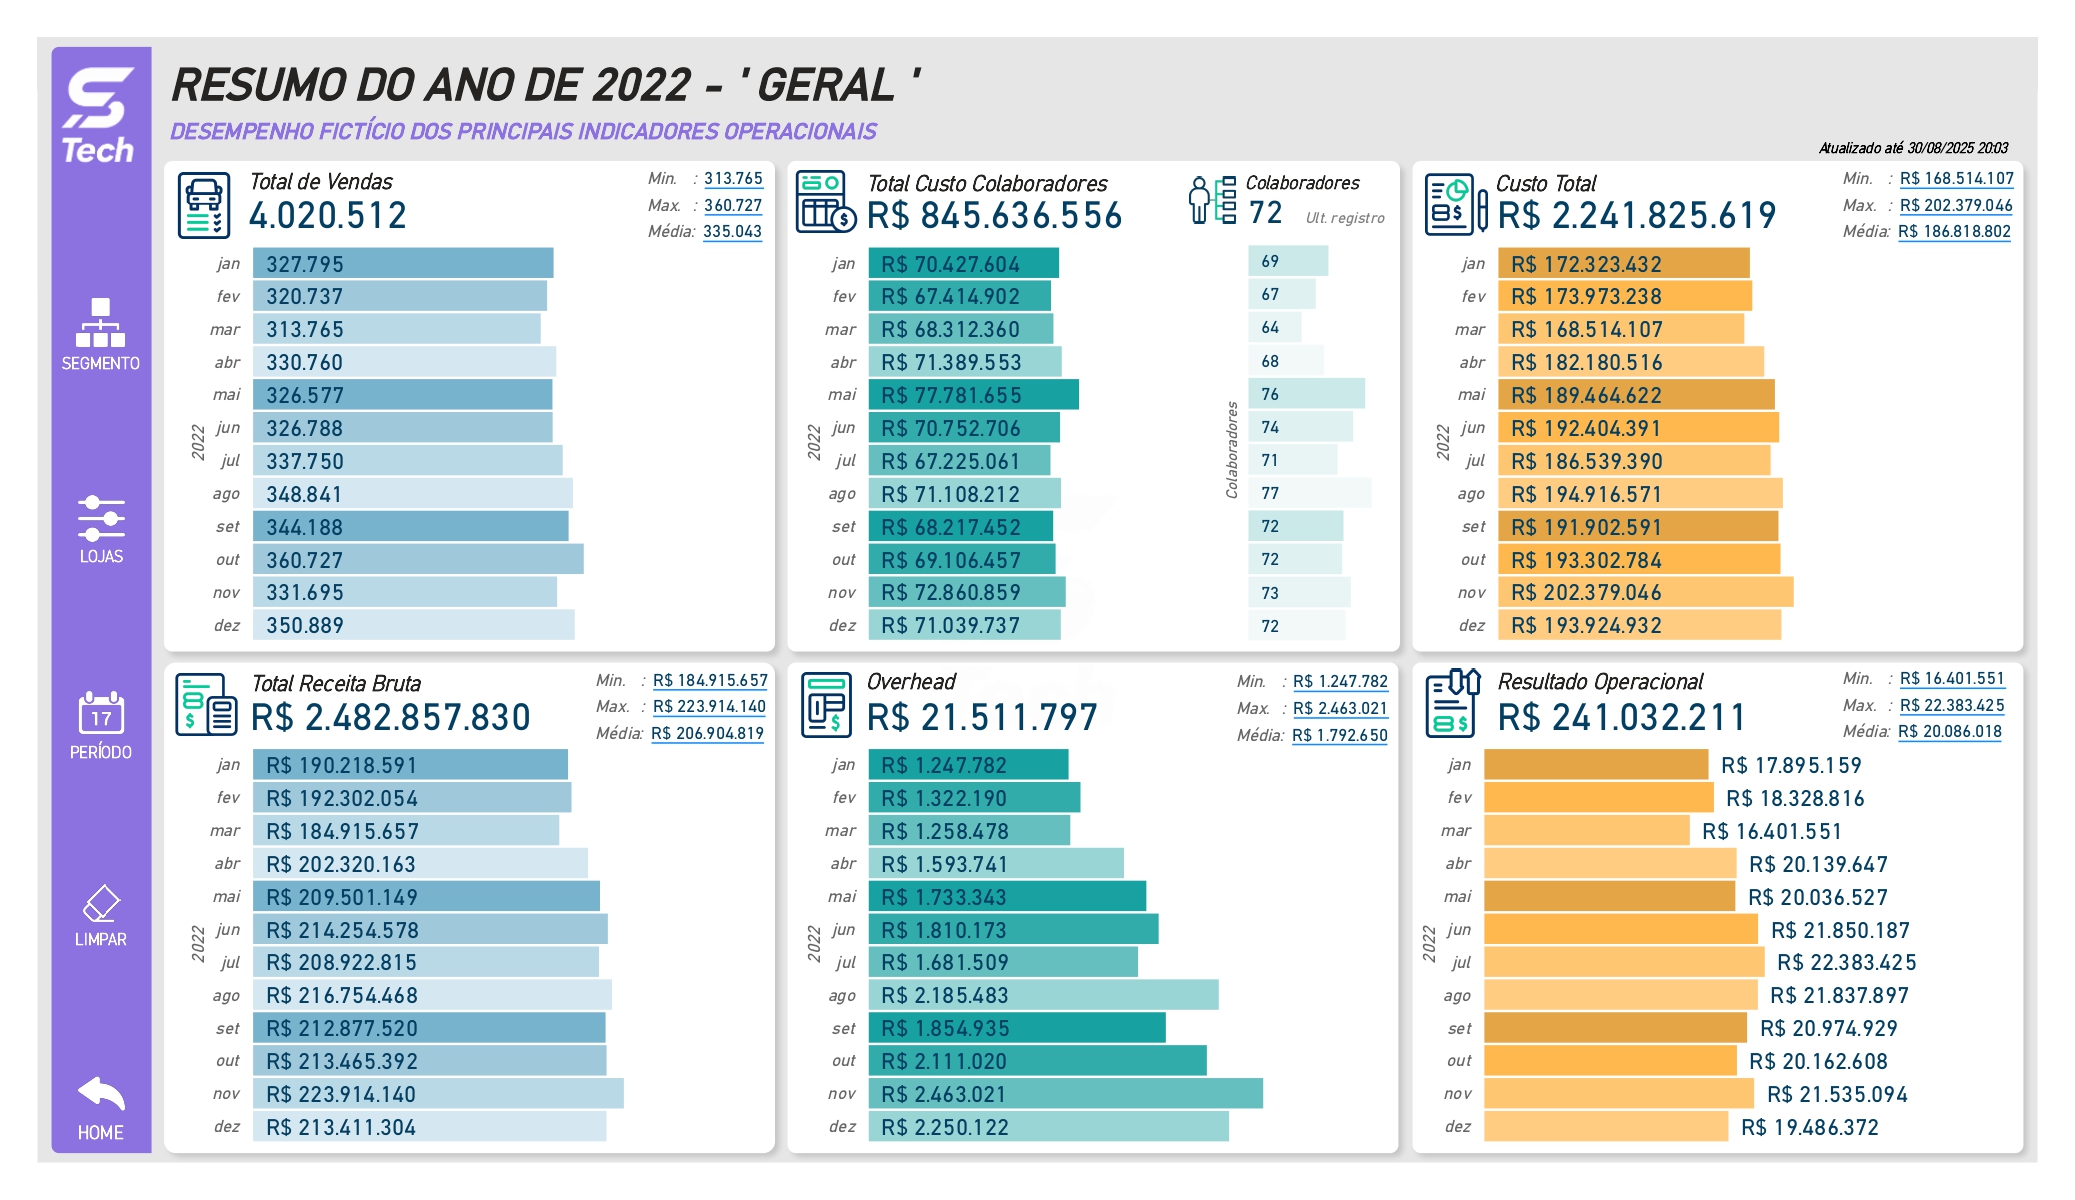 S
Tech
RESUMO DO ANO DE 2022 - ' GERAL '
DESEMPENHO FICTÍCIO DOS PRINCIPAIS INDICADORES OPERACIONAIS
Atualizado até 30/08/2025 20:03
SEGMENTO
LOJAS
17
PERÍODO
LIMPAR
HOME
Total de Vendas
4.020.512
Min. : 313.765
Max. : 360.727
Média: 335.043
2022
jan 327.795
fev 320.737
mar 313.765
abr 330.760
mai 326.577
jun 326.788
jul 337.750
ago 348.841
set 344.188
out 360.727
nov 331.695
dez 350.889
Total Custo Colaboradores
R$ 845.636.556
2022
jan R$ 70.427.604
fev R$ 67.414.902
mar R$ 68.312.360
abr R$ 71.389.553
mai R$ 77.781.655
jun R$ 70.752.706
jul R$ 67.225.061
ago R$ 71.108.212
set R$ 68.217.452
out R$ 69.106.457
nov R$ 72.860.859
dez R$ 71.039.737
Colaboradores
72 Ult. registro
Colaboradores
69
67
64
68
76
74
71
77
72
72
73
72
Custo Total
R$ 2.241.825.619
Min. : R$ 168.514.107
Max. : R$ 202.379.046
Média: R$ 186.818.802
2022
jan R$ 172.323.432
fev R$ 173.973.238
mar R$ 168.514.107
abr R$ 182.180.516
mai R$ 189.464.622
jun R$ 192.404.391
jul R$ 186.539.390
ago R$ 194.916.571
set R$ 191.902.591
out R$ 193.302.784
nov R$ 202.379.046
dez R$ 193.924.932
Total Receita Bruta
R$ 2.482.857.830
Min. : R$ 184.915.657
Max. : R$ 223.914.140
Média: R$ 206.904.819
2022
jan R$ 190.218.591
fev R$ 192.302.054
mar R$ 184.915.657
abr R$ 202.320.163
mai R$ 209.501.149
jun R$ 214.254.578
jul R$ 208.922.815
ago R$ 216.754.468
set R$ 212.877.520
out R$ 213.465.392
nov R$ 223.914.140
dez R$ 213.411.304
Overhead
R$ 21.511.797
Min. : R$ 1.247.782
Max. : R$ 2.463.021
Média: R$ 1.792.650
2022
jan R$ 1.247.782
fev R$ 1.322.190
mar R$ 1.258.478
abr R$ 1.593.741
mai R$ 1.733.343
jun R$ 1.810.173
jul R$ 1.681.509
ago R$ 2.185.483
set R$ 1.854.935
out R$ 2.111.020
nov R$ 2.463.021
dez R$ 2.250.122
Resultado Operacional
R$ 241.032.211
Min. : R$ 16.401.551
Max. : R$ 22.383.425
Média: R$ 20.086.018
2022
jan R$ 17.895.159
fev R$ 18.328.816
mar R$ 16.401.551
abr R$ 20.139.647
mai R$ 20.036.527
jun R$ 21.850.187
jul R$ 22.383.425
ago R$ 21.837.897
set R$ 20.974.929
out R$ 20.162.608
nov R$ 21.535.094
dez R$ 19.486.372